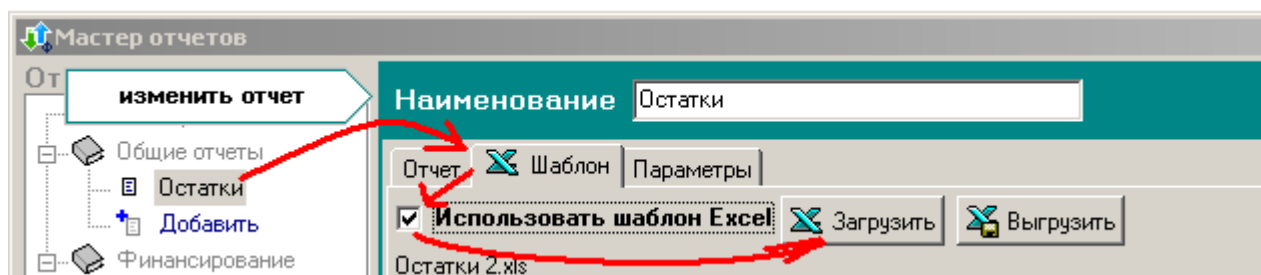 Мастер отчетов
От
изменить отчет
Наименование Остатки
Общие отчеты
Остатки
Добавить
Финансирование
Отчет Шаблон Параметры
Использовать шаблон Excel Загрузить Выгрузить
Остатки 2.xls